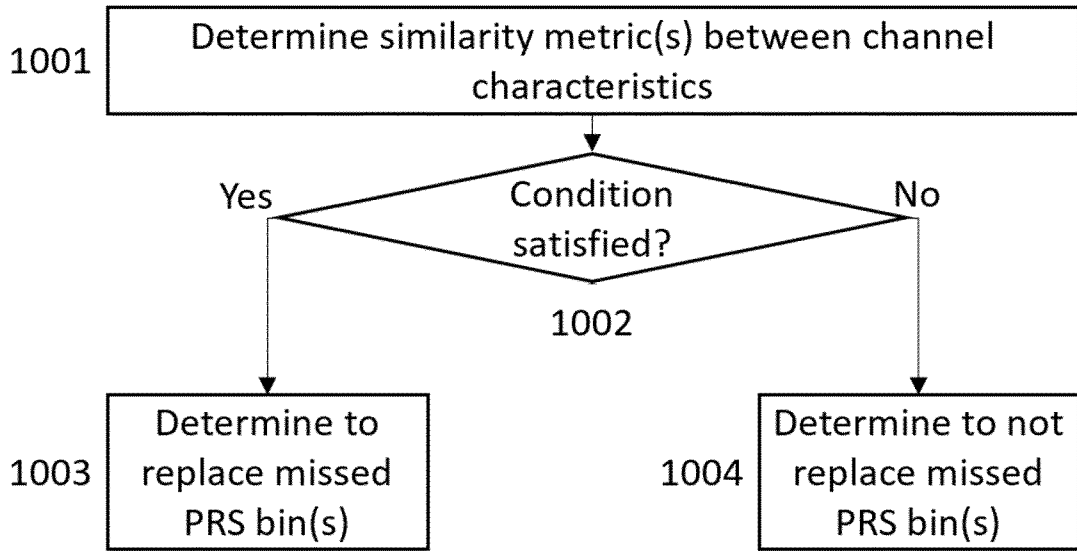 1001
Determine similarity metric(s) between channel
characteristics
Yes
No
Condition
satisfied?
1002
1003
Determine to
replace missed
PRS bin(s)
1004
Determine to not
replace missed
PRS bin(s)